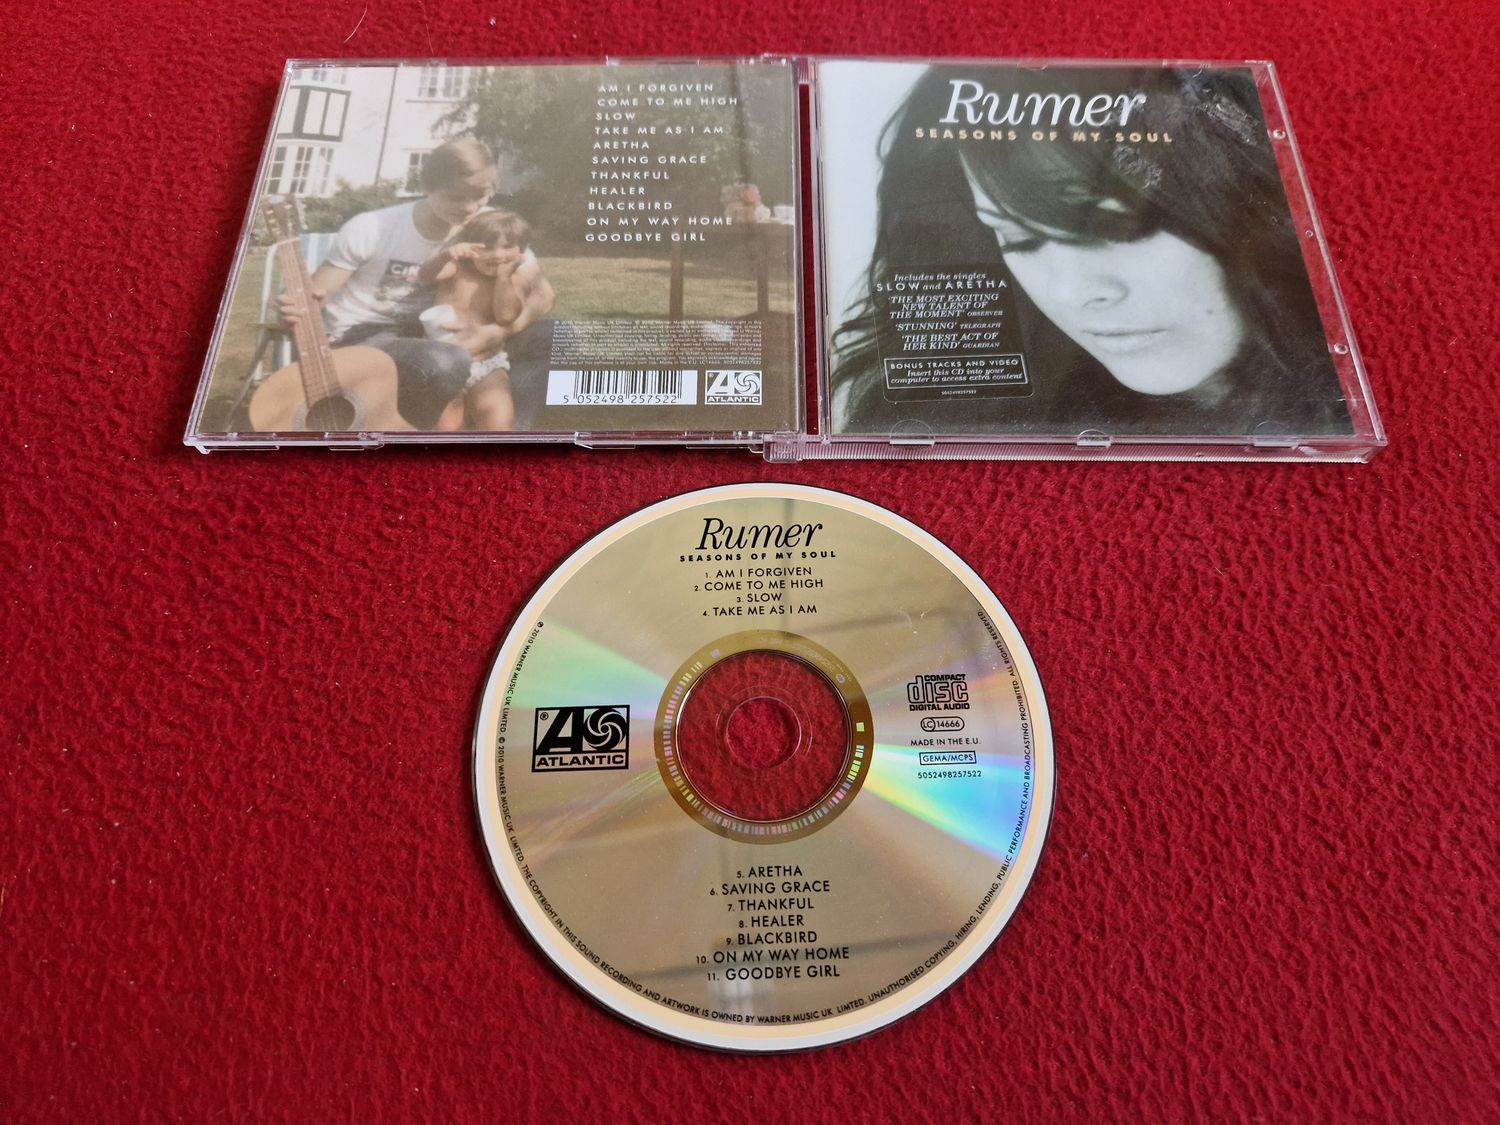 AM I FORGIVEN
COME TO ME HIGH
SLOW
TAKE ME AS I AM
ARETHA
SAVING GRACE
THANKFUL
HEALER
BLACKBIRD
ON MY WAY HOME
GOODBYE GIRL
5 052498 257522
ATLANTIC
Rumer
SEASONS OF MY SOUL
Includes the singles
SLOW and ARETHA
'THE MOST EXCITING
NEW TALENT OF
THE MOMENT' OBSERVER
'STUNNING' TELEGRAPH
'THE BEST ACT OF
HER KIND' GUARDIAN
BONUS TRACKS AND VIDEO
Insert this CD into your
computer to access extra content
5052498257522
Rumer
SEASONS OF MY SOUL
1. AM I FORGIVEN
2. COME TO ME HIGH
3. SLOW
4. TAKE ME AS I AM
® ATLANTIC
COMPACT
disc
DIGITAL AUDIO
LC 14666
MADE IN THE E.U.
GEMA/MCPS
5052498257522
5. ARETHA
6. SAVING GRACE
7. THANKFUL
8. HEALER
9. BLACKBIRD
10. ON MY WAY HOME
11. GOODBYE GIRL
℗ 2010 WARNER MUSIC UK LIMITED. © 2010 WARNER MUSIC UK LIMITED. THE COPYRIGHT IN THIS SOUND RECORDING AND ARTWORK IS OWNED BY WARNER MUSIC UK LIMITED. UNAUTHORISED COPYING, HIRING, LENDING, PUBLIC PERFORMANCE AND BROADCASTING PROHIBITED. ALL RIGHTS RESERVED.